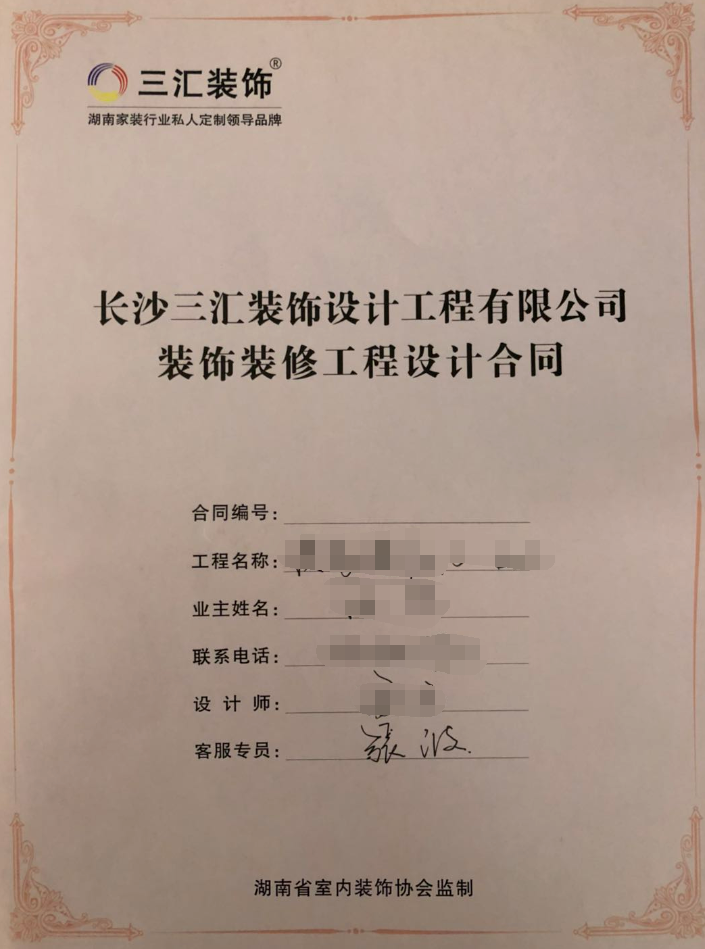 三汇装饰®
湖南家装行业私人定制领导品牌
长沙三汇装饰设计工程有限公司
装饰装修工程设计合同
合同编号：
工程名称：
业主姓名：
联系电话：
设计师：
客服专员：張波
湖南省室内装饰协会监制